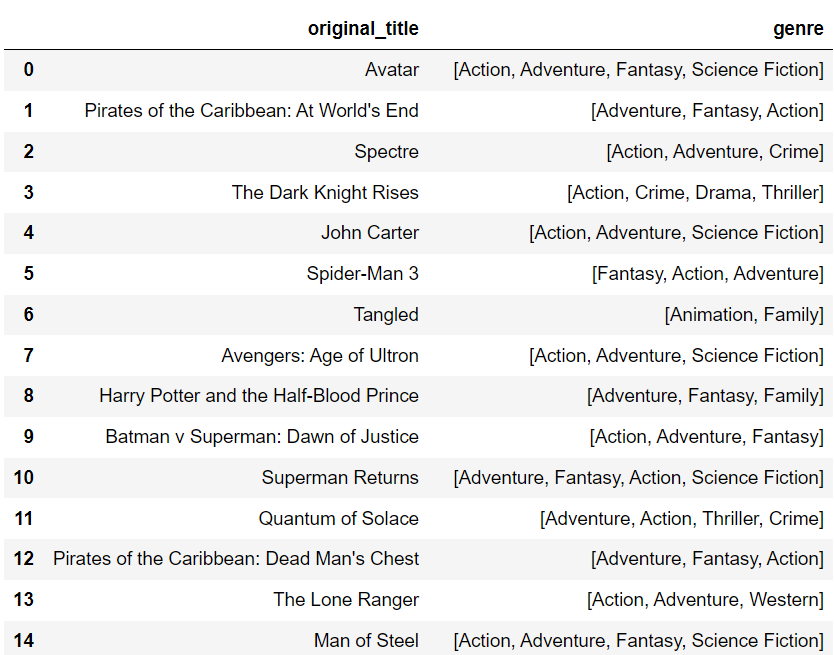 original_title genre
0 Avatar [Action, Adventure, Fantasy, Science Fiction]
1 Pirates of the Caribbean: At World's End [Adventure, Fantasy, Action]
2 Spectre [Action, Adventure, Crime]
3 The Dark Knight Rises [Action, Crime, Drama, Thriller]
4 John Carter [Action, Adventure, Science Fiction]
5 Spider-Man 3 [Fantasy, Action, Adventure]
6 Tangled [Animation, Family]
7 Avengers: Age of Ultron [Action, Adventure, Science Fiction]
8 Harry Potter and the Half-Blood Prince [Adventure, Fantasy, Family]
9 Batman v Superman: Dawn of Justice [Action, Adventure, Fantasy]
10 Superman Returns [Adventure, Fantasy, Action, Science Fiction]
11 Quantum of Solace [Adventure, Action, Thriller, Crime]
12 Pirates of the Caribbean: Dead Man's Chest [Adventure, Fantasy, Action]
13 The Lone Ranger [Action, Adventure, Western]
14 Man of Steel [Action, Adventure, Fantasy, Science Fiction]